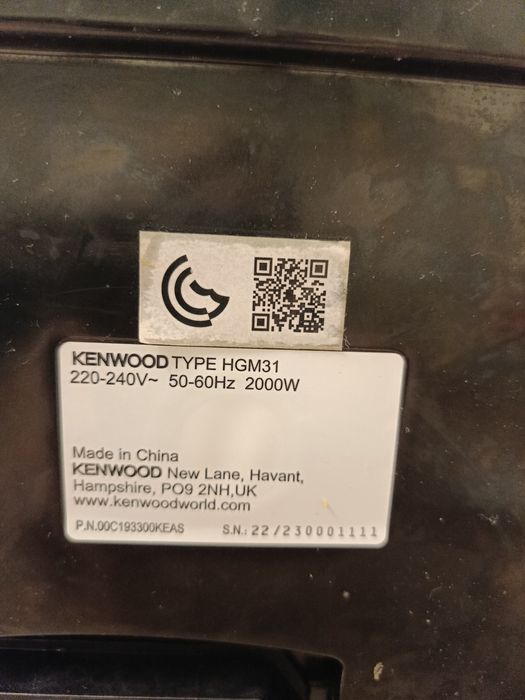 KENWOOD TYPE HGM31
220-240V~ 50-60Hz 2000W
Made in China
KENWOOD New Lane, Havant,
Hampshire, PO9 2NH,UK
www.kenwoodworld.com
P.N.00C193300KEAS S.N.: 22/230001111